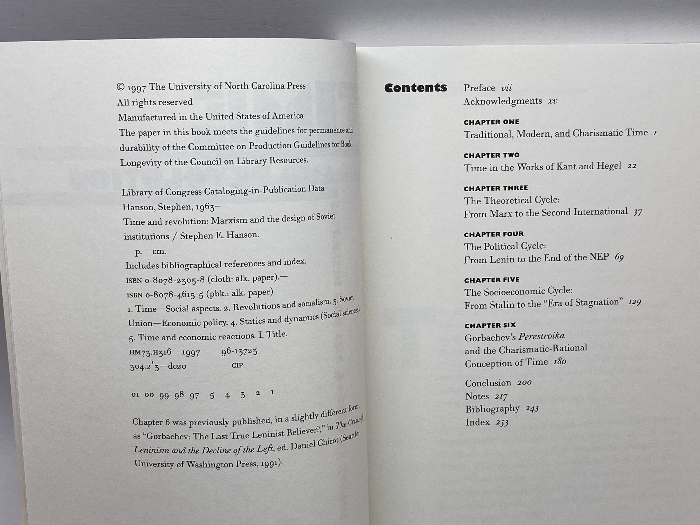 © 1997 The University of North Carolina Press
All rights reserved
Manufactured in the United States of America
The paper in this book meets the guidelines for permanence and
durability of the Committee on Production Guidelines for Book
Longevity of the Council on Library Resources.
Library of Congress Cataloging-in-Publication Data
Hanson, Stephen, 1963–
Time and revolution: Marxism and the design of Soviet
institutions / Stephen E. Hanson.
p. cm.
Includes bibliographical references and index.
ISBN 0-8078-2305-8 (cloth: alk. paper).—
ISBN 0-8078-4615-5 (pbk.: alk. paper)
1. Time—Social aspects. 2. Revolutions and socialism. 3. Soviet
Union—Economic policy. 4. Statics and dynamics (Social sciences)
5. Time and economic reactions. I. Title.
HM73.H316 1997 96-13723
304.2'3—dc20 CIP
01 00 99 98 97 5 4 3 2 1
Chapter 6 was previously published, in a slightly different form,
as "Gorbachev: The Last True Leninist Believer?," in The Crisis of
Leninism and the Decline of the Left, ed. Daniel Chirot (Seattle:
University of Washington Press, 1991).
Contents
Preface vii
Acknowledgments xv
CHAPTER ONE
Traditional, Modern, and Charismatic Time 1
CHAPTER TWO
Time in the Works of Kant and Hegel 22
CHAPTER THREE
The Theoretical Cycle:
From Marx to the Second International 37
CHAPTER FOUR
The Political Cycle:
From Lenin to the End of the NEP 69
CHAPTER FIVE
The Socioeconomic Cycle:
From Stalin to the "Era of Stagnation" 129
CHAPTER SIX
Gorbachev's Perestroika
and the Charismatic-Rational
Conception of Time 180
Conclusion 200
Notes 217
Bibliography 243
Index 253